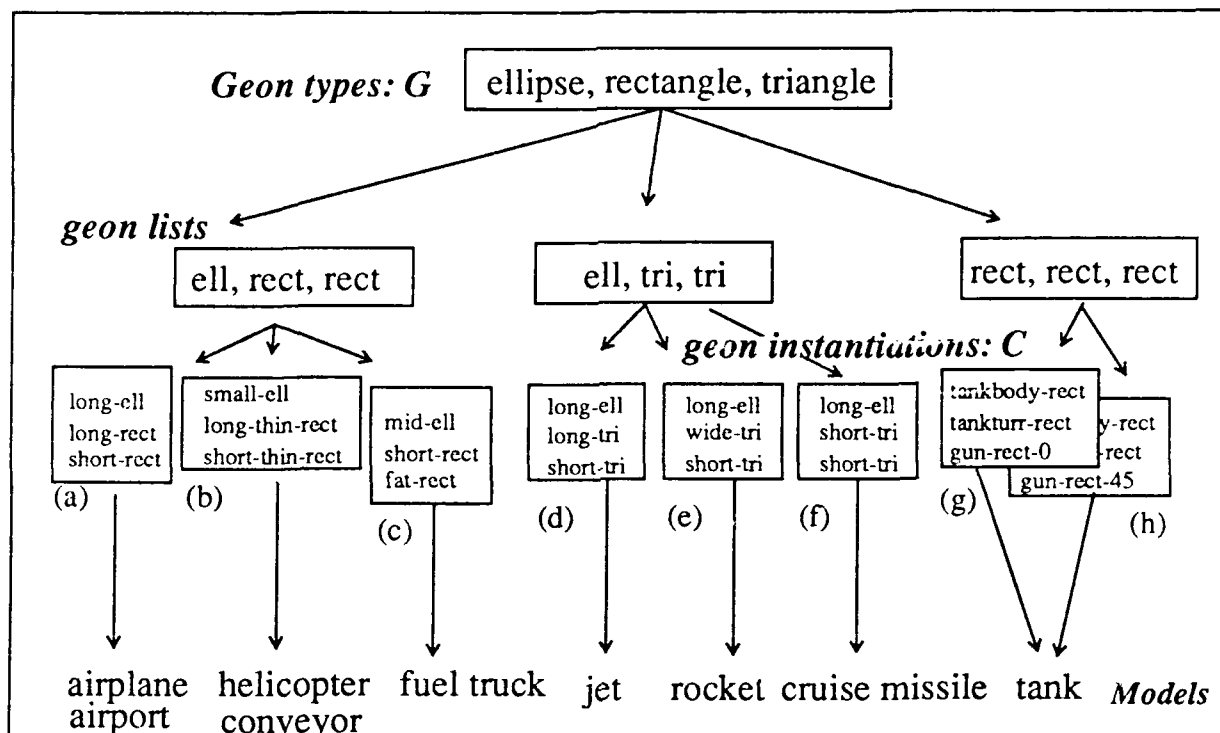 Geon types: G
ellipse, rectangle, triangle
geon lists
ell, rect, rect
ell, tri, tri
rect, rect, rect
geon instantiations: C
long-ell
long-rect
short-rect
(a)
small-ell
long-thin-rect
short-thin-rect
(b)
mid-ell
short-rect
fat-rect
(c)
long-ell
long-tri
short-tri
(d)
long-ell
wide-tri
short-tri
(e)
long-ell
short-tri
short-tri
(f)
tankbody-rect
tankturr-rect
gun-rect-0
(g)
y-rect
-rect
gun-rect-45
(h)
airplane
airport
helicopter
conveyor
fuel truck
jet
rocket
cruise missile
tank
Models